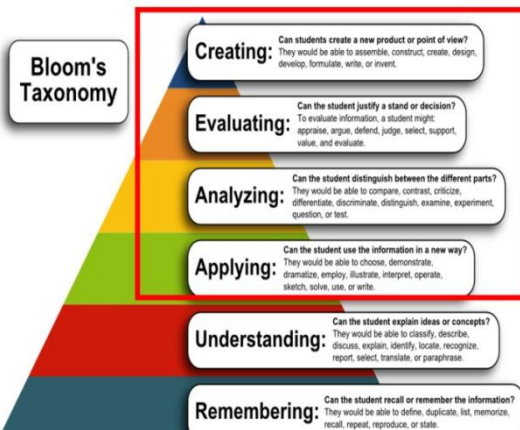 Bloom's
Taxonomy
Creating:
Can students create a new product or point of view?
They would be able to assemble, construct, create, design,
develop, formulate, write, or invent.
Evaluating:
Can the student justify a stand or decision?
To evaluate information, a student might:
appraise, argue, defend, judge, select, support,
value, and evaluate.
Analyzing:
Can the student distinguish between the different parts?
They would be able to compare, contrast, criticize,
differentiate, discriminate, distinguish, examine, experiment,
question, or test.
Applying:
Can the student use the information in a new way?
They would be able to choose, demonstrate,
dramatize, employ, illustrate, interpret, operate,
sketch, solve, use, or write.
Understanding:
Can the student explain ideas or concepts?
They would be able to classify, describe,
discuss, explain, identify, locate, recognize,
report, select, translate, or paraphrase.
Remembering:
Can the student recall or remember the information?
They would be able to define, duplicate, list, memorize,
recall, repeat, reproduce, or state.